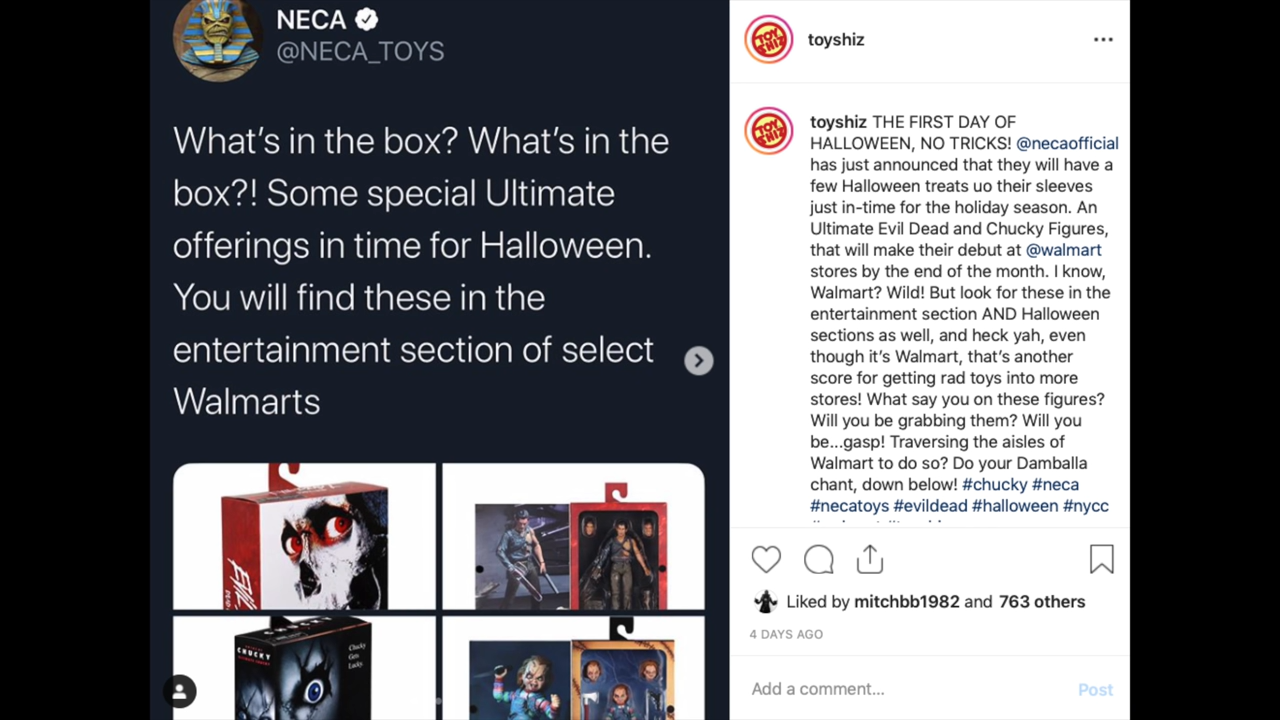 NECA
@NECA_TOYS
What's in the box? What's in the
box?! Some special Ultimate
offerings in time for Halloween.
You will find these in the
entertainment section of select
Walmarts
EVIL
CHUCKY
Chucky
Gets
Lucky.
toyshiz
toyshiz THE FIRST DAY OF
HALLOWEEN, NO TRICKS! @necaofficial
has just announced that they will have a
few Halloween treats uo their sleeves
just in-time for the holiday season. An
Ultimate Evil Dead and Chucky Figures,
that will make their debut at @walmart
stores by the end of the month. I know,
Walmart? Wild! But look for these in the
entertainment section AND Halloween
sections as well, and heck yah, even
though it's Walmart, that's another
score for getting rad toys into more
stores! What say you on these figures?
Will you be grabbing them? Will you
be...gasp! Traversing the aisles of
Walmart to do so? Do your Damballa
chant, down below! #chucky #neca
#necatoys #evildead #halloween #nycc
Liked by mitchbb1982 and 763 others
4 DAYS AGO
Add a comment...
Post